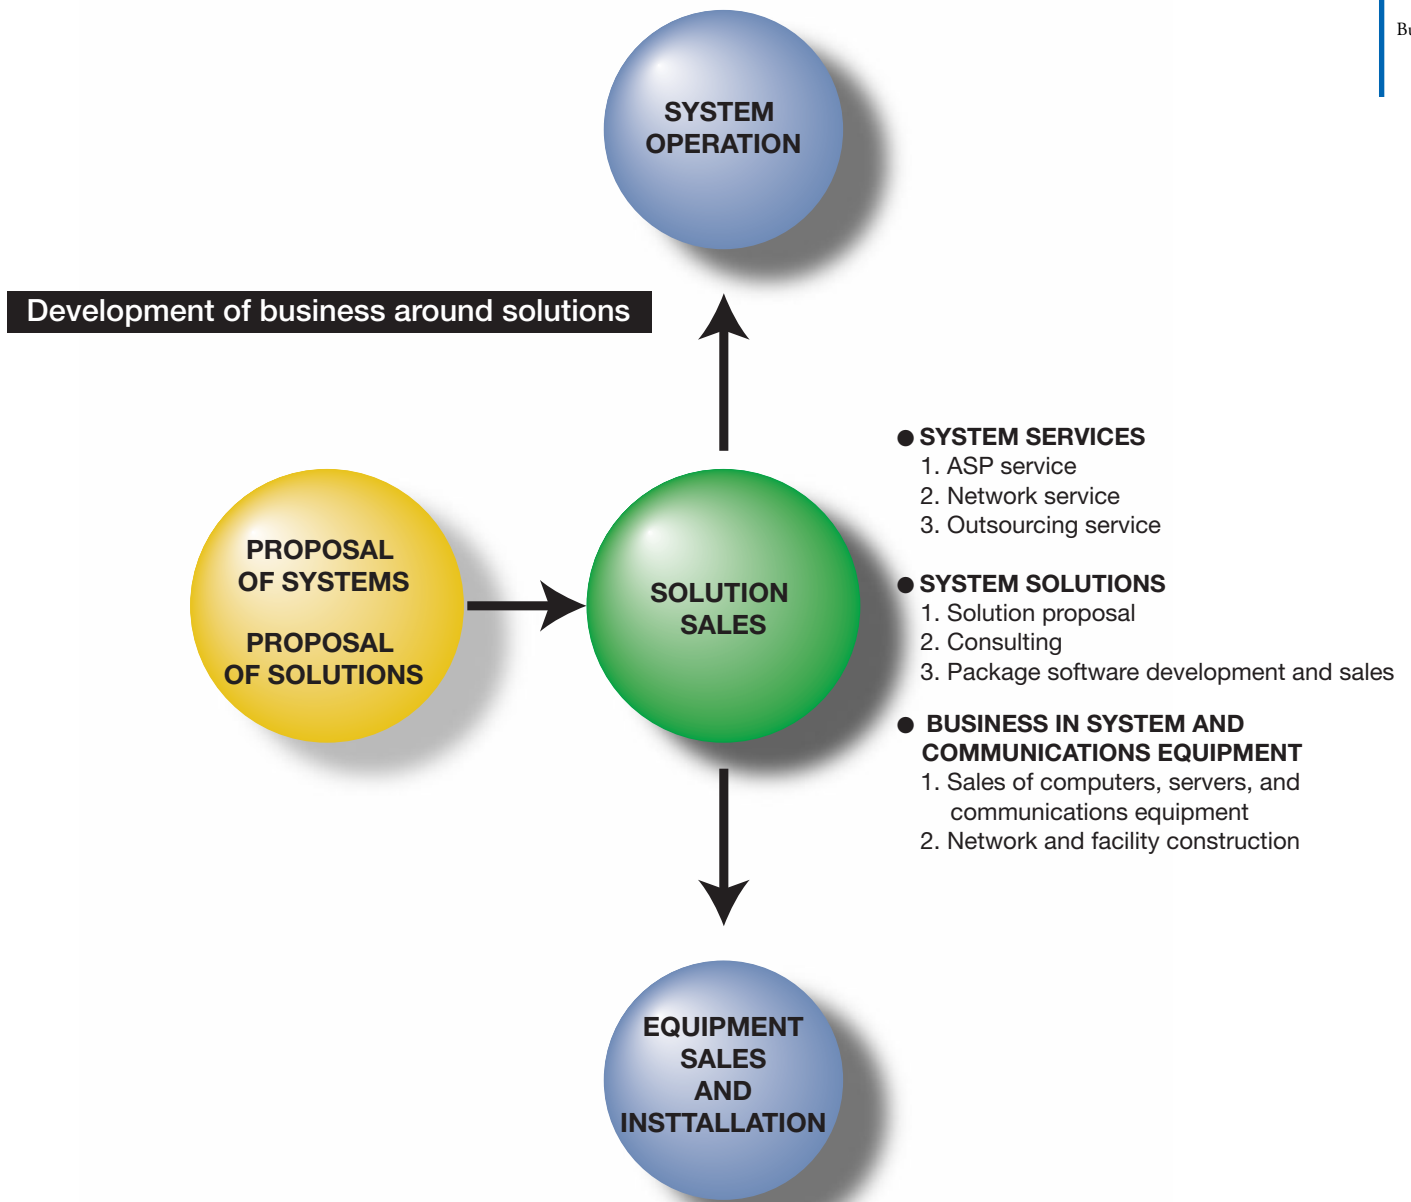 SYSTEM
OPERATION
Development of business around solutions
PROPOSAL
OF SYSTEMS
PROPOSAL
OF SOLUTIONS
SOLUTION
SALES
● SYSTEM SERVICES
1. ASP service
2. Network service
3. Outsourcing service
● SYSTEM SOLUTIONS
1. Solution proposal
2. Consulting
3. Package software development and sales
● BUSINESS IN SYSTEM AND
COMMUNICATIONS EQUIPMENT
1. Sales of computers, servers, and
communications equipment
2. Network and facility construction
EQUIPMENT
SALES
AND
INSTTALLATION